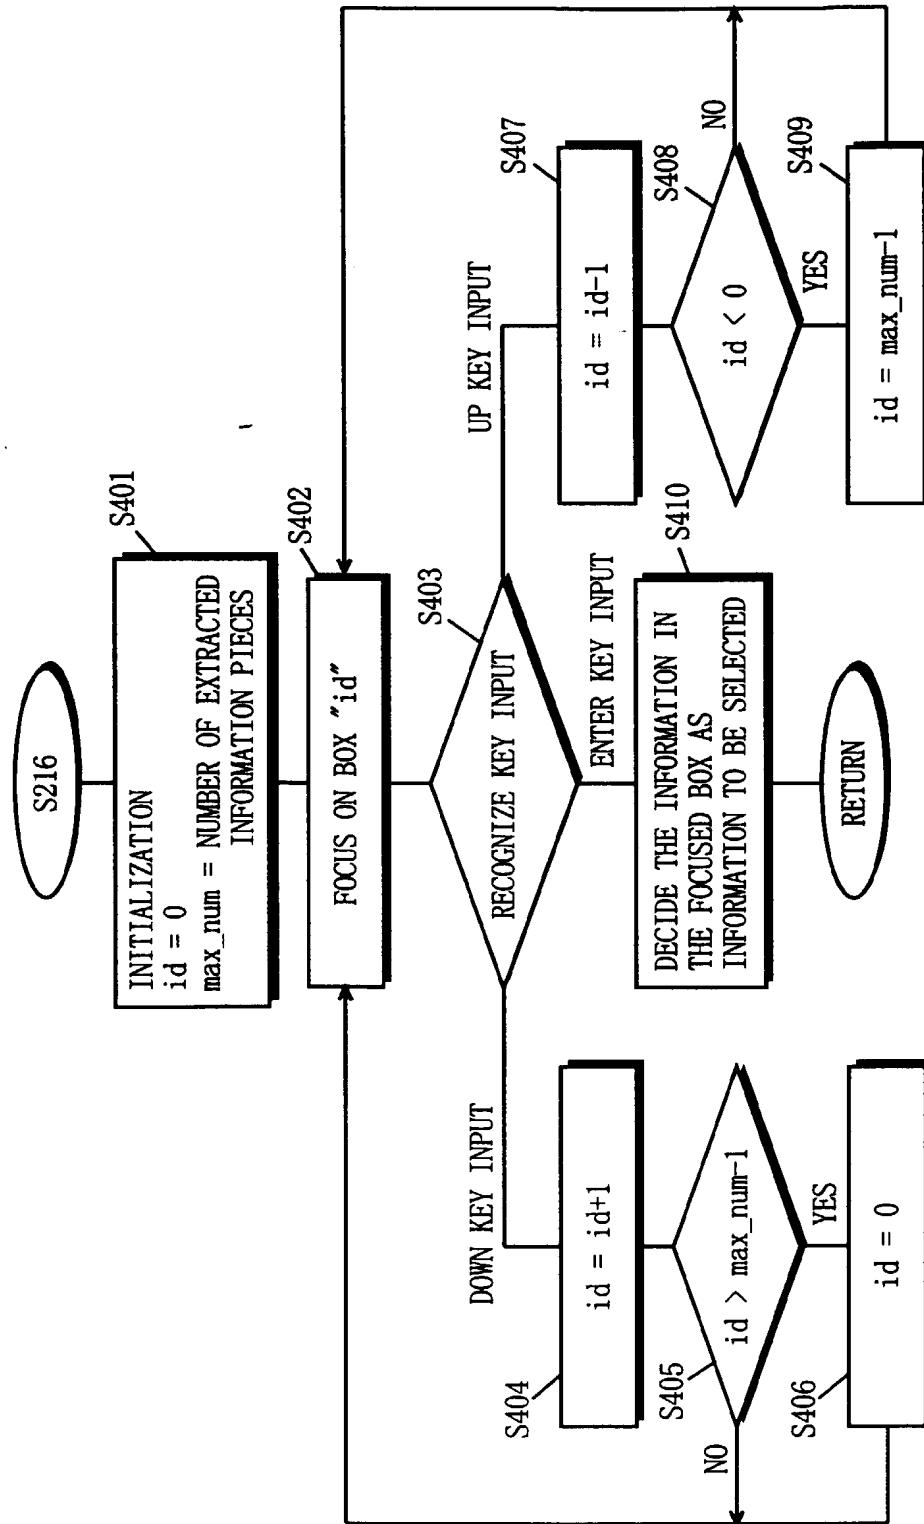 S216
S401
INITIALIZATION
id = 0
max_num = NUMBER OF EXTRACTED
INFORMATION PIECES
S402
FOCUS ON BOX "id"
S403
RECOGNIZE KEY INPUT
DOWN KEY INPUT
ENTER KEY INPUT
UP KEY INPUT
S404
id = id+1
S405
id > max_num-1
NO
YES
S406
id = 0
S410
DECIDE THE INFORMATION IN
THE FOCUSED BOX AS
INFORMATION TO BE SELECTED
RETURN
S407
id = id-1
S408
id < 0
NO
YES
S409
id = max_num-1